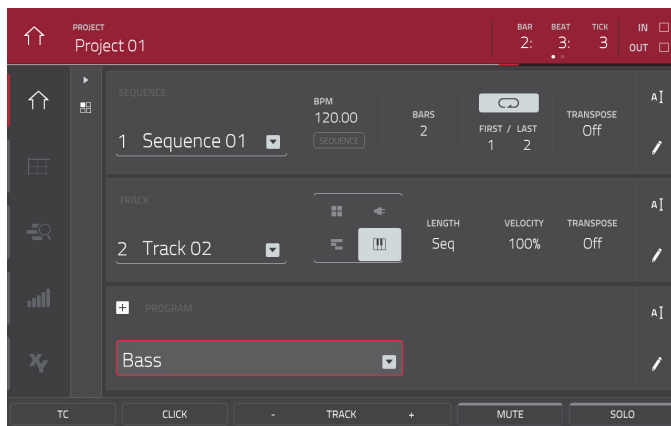 PROJECT
Project 01
BAR BEAT TICK
2: 3: 3
IN
OUT
SEQUENCE
1 Sequence 01
BPM
120.00
SEQUENCE
BARS
2
FIRST / LAST
1 2
TRANSPOSE
Off
A
TRACK
2 Track 02
LENGTH
Seq
VELOCITY
100%
TRANSPOSE
Off
A
PROGRAM
Bass
A
XY
TC CLICK - TRACK + MUTE SOLO